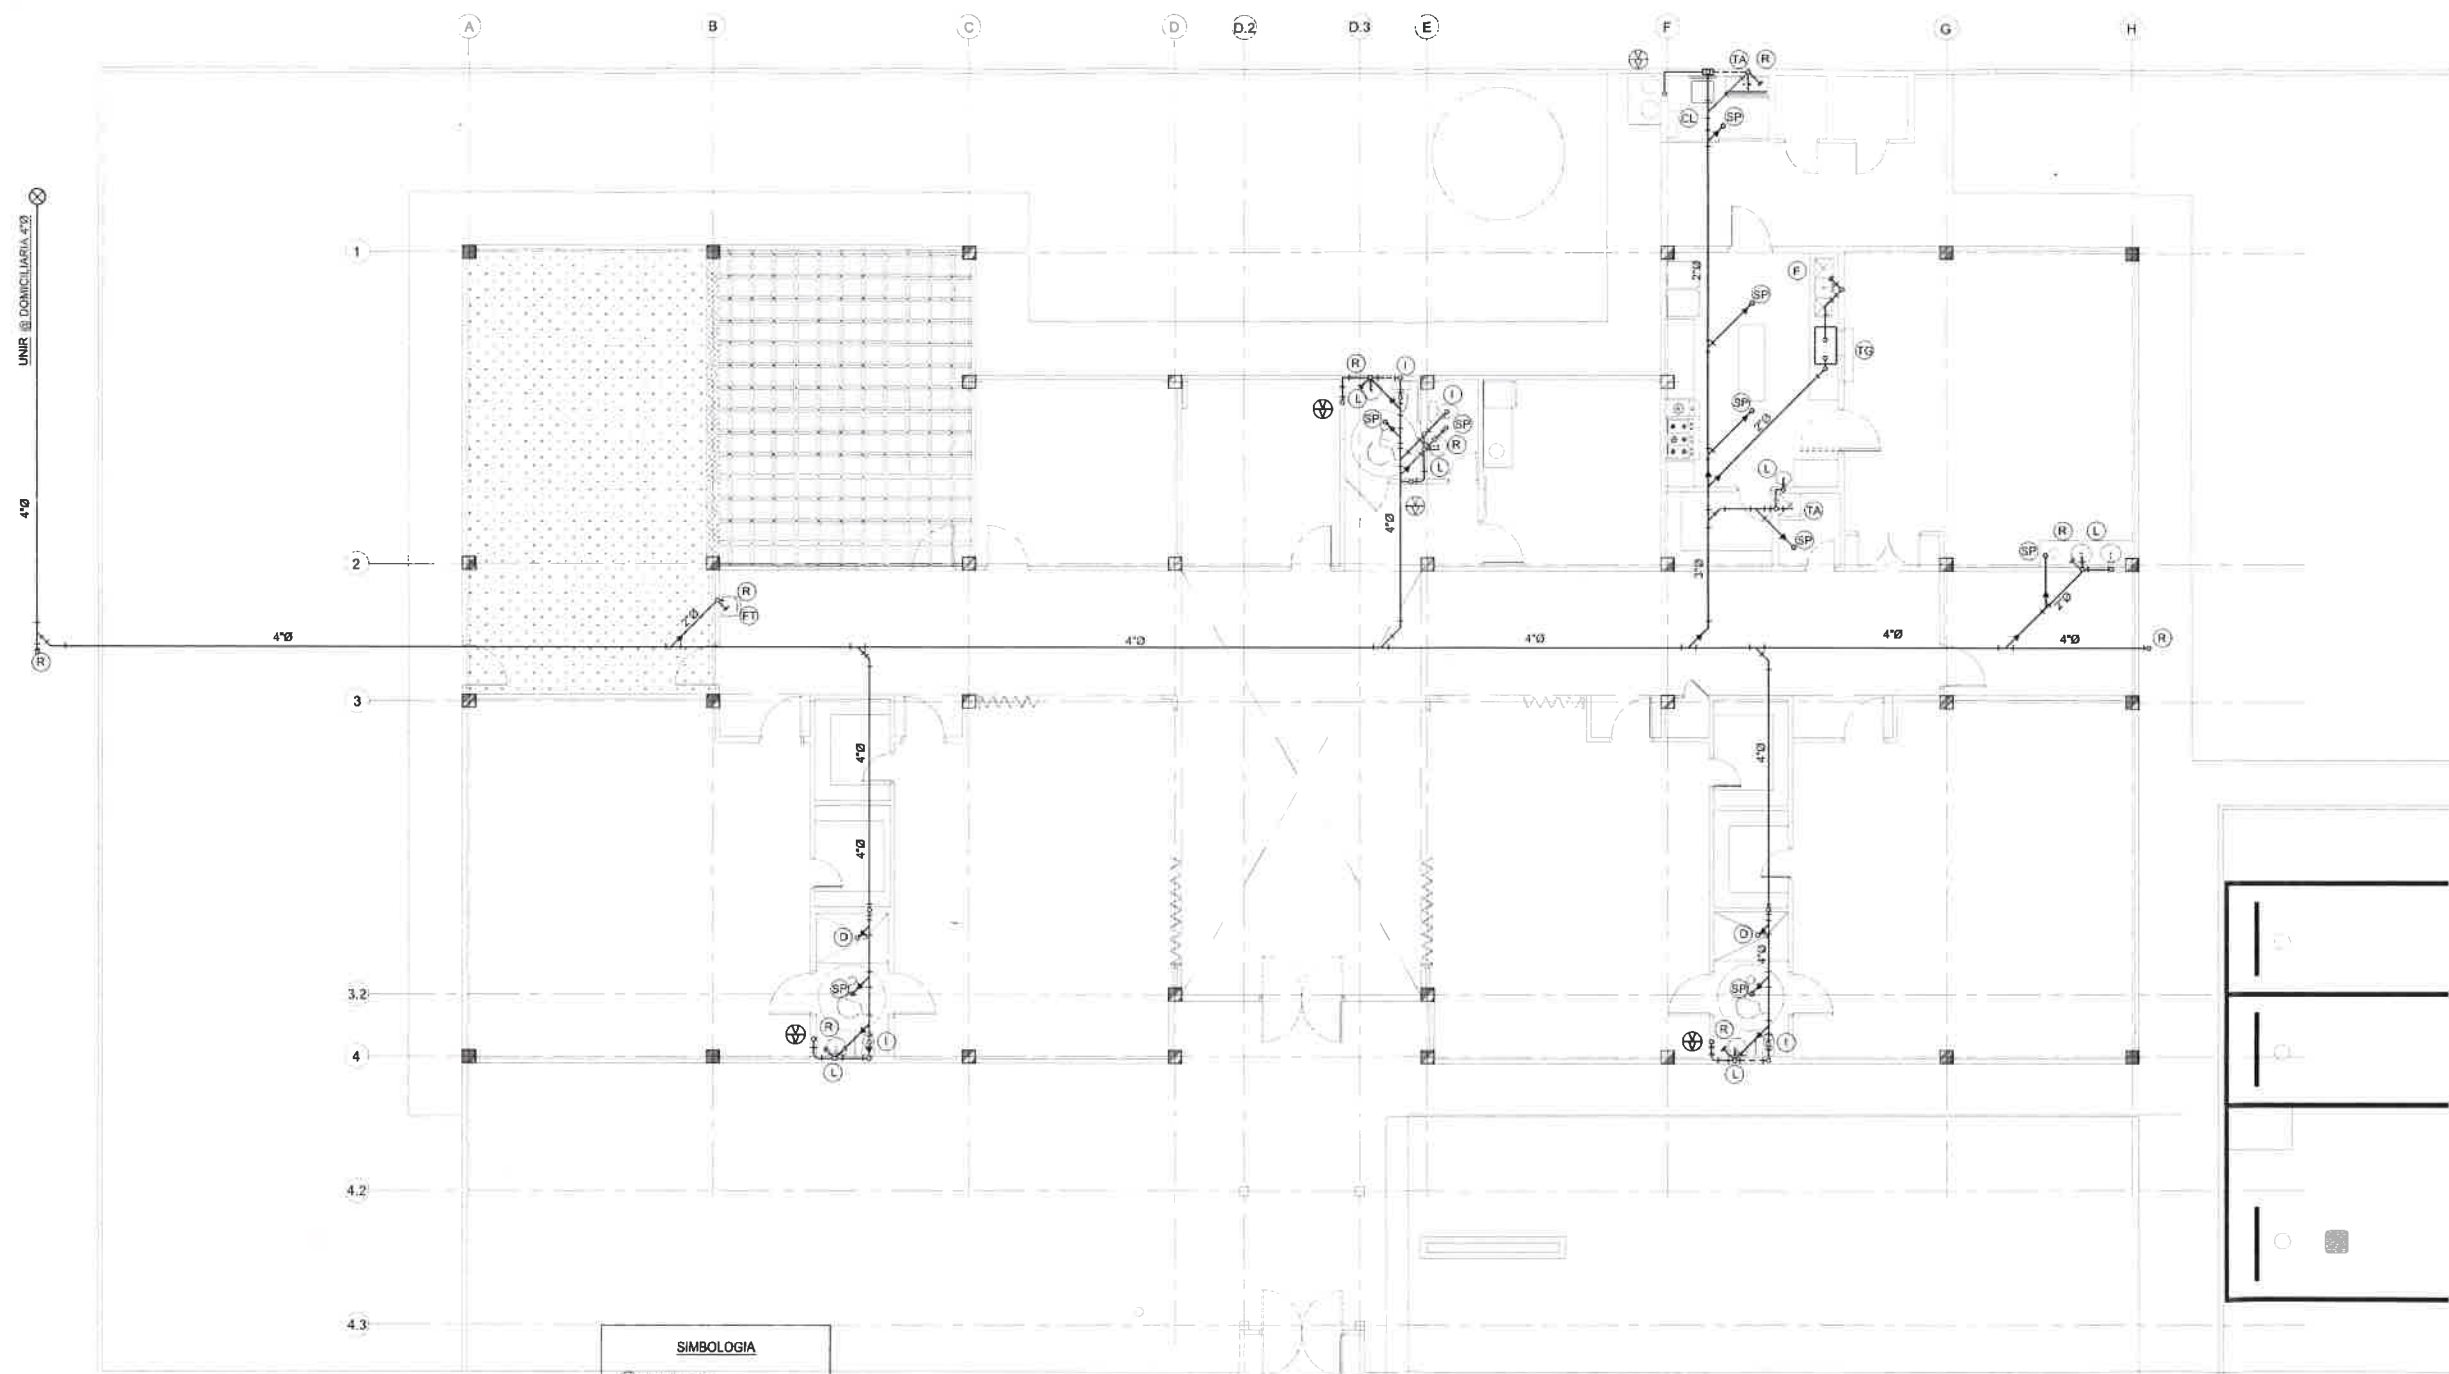 A B C D D.2 D.3 E F G H
V TA R
CL SP
UNIR @ DOMICILIARIA 4"Ø
1
2"Ø
F
SP
TG
R I
L I
V SP SP
R
L
SP
2"Ø
L
V
TA
SP
4"Ø
4"Ø
R L
SP
2
3"Ø
R
FT
2"Ø
2"Ø
4"Ø 4"Ø 4"Ø 4"Ø 4"Ø
R
R
3
4"Ø 4"Ø
4"Ø
D D
4"Ø
3.2
SP SP
V R I
V R I
4
L L
4.2
4.3
SIMBOLOGIA